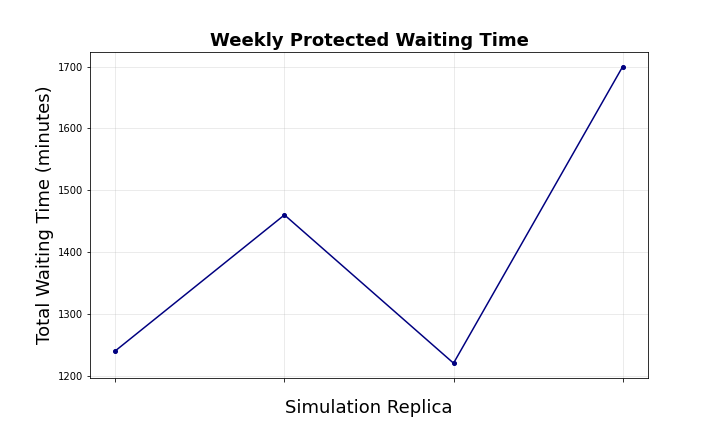 Weekly Protected Waiting Time
Total Waiting Time (minutes)
1700
1600
1500
1400
1300
1200
Simulation Replica